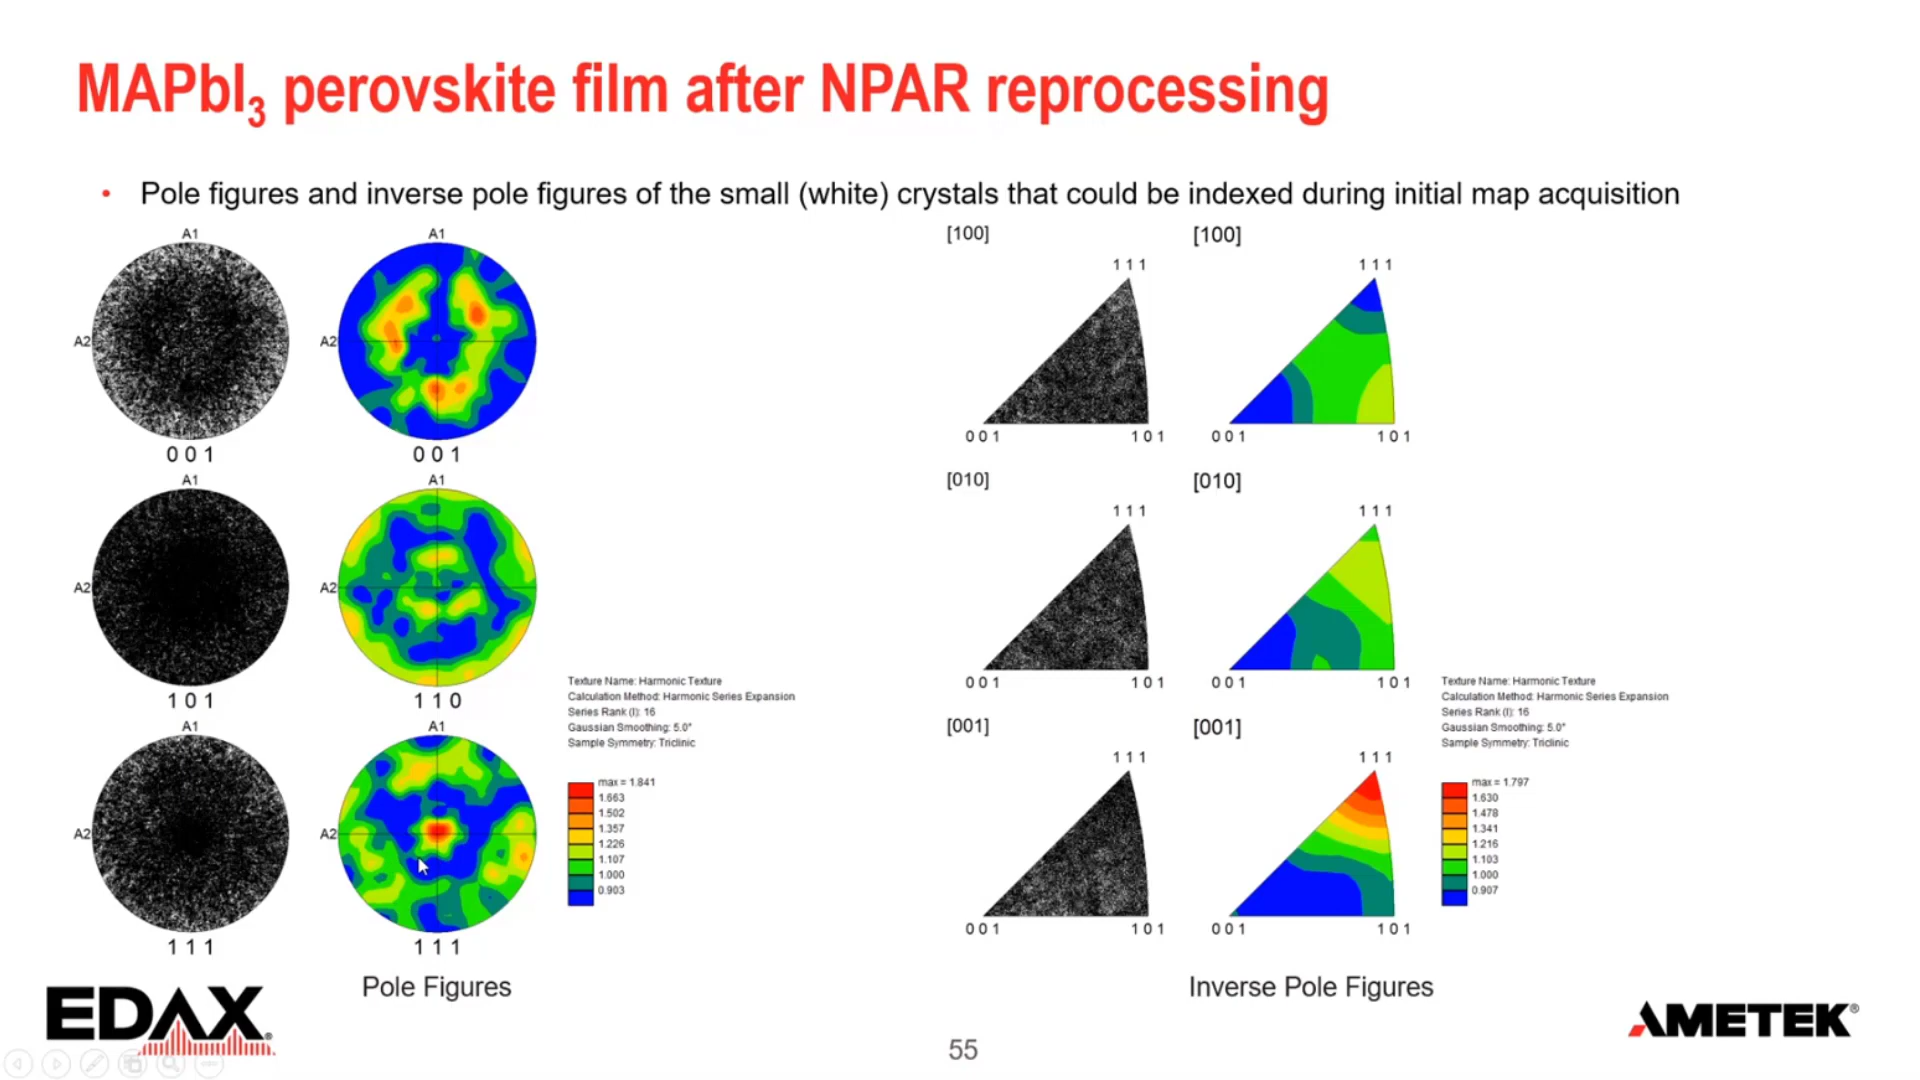 MAPbI3 perovskite film after NPAR reprocessing
• Pole figures and inverse pole figures of the small (white) crystals that could be indexed during initial map acquisition
A1
A2
0 0 1
A1
A2
0 0 1
A1
A2
1 0 1
A1
A2
1 1 0
A1
A2
1 1 1
A1
A2
1 1 1
Texture Name: Harmonic Texture
Calculation Method: Harmonic Series Expansion
Series Rank (l): 16
Gaussian Smoothing: 5.0°
Sample Symmetry: Triclinic
max = 1.841
1.663
1.502
1.357
1.226
1.107
1.000
0.903
Pole Figures
[100]
1 1 1
0 0 1
1 0 1
[100]
1 1 1
0 0 1
1 0 1
[010]
1 1 1
0 0 1
1 0 1
[010]
1 1 1
0 0 1
1 0 1
[001]
1 1 1
0 0 1
1 0 1
[001]
1 1 1
0 0 1
1 0 1
Texture Name: Harmonic Texture
Calculation Method: Harmonic Series Expansion
Series Rank (l): 16
Gaussian Smoothing: 5.0°
Sample Symmetry: Triclinic
max = 1.797
1.630
1.478
1.341
1.216
1.103
1.000
0.907
Inverse Pole Figures
EDAX®
55
AMETEK®